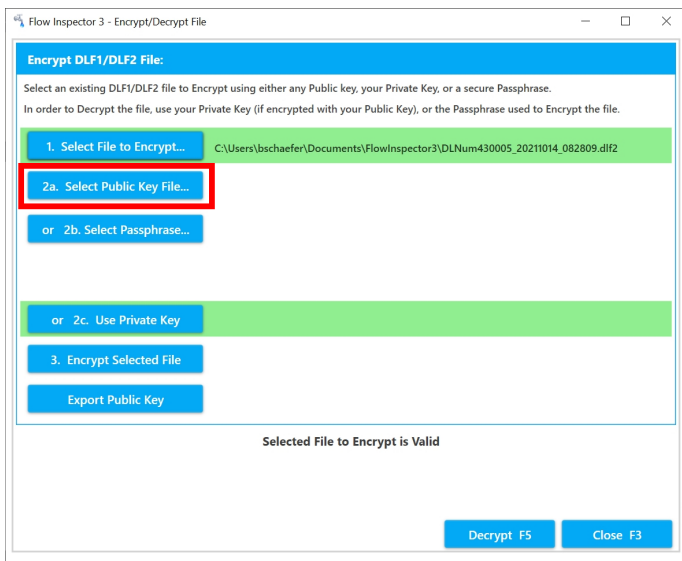 Flow Inspector 3 - Encrypt/Decrypt File
Encrypt DLF1/DLF2 File:
Select an existing DLF1/DLF2 file to Encrypt using either any Public key, your Private Key, or a secure Passphrase.
In order to Decrypt the file, use your Private Key (if encrypted with your Public Key), or the Passphrase used to Encrypt the file.
1. Select File to Encrypt... C:\Users\bschaefer\Documents\FlowInspector3\DLNum430005_20211014_082809.dlf2
2a. Select Public Key File...
or 2b. Select Passphrase...
or 2c. Use Private Key
3. Encrypt Selected File
Export Public Key
Selected File to Encrypt is Valid
Decrypt F5 Close F3